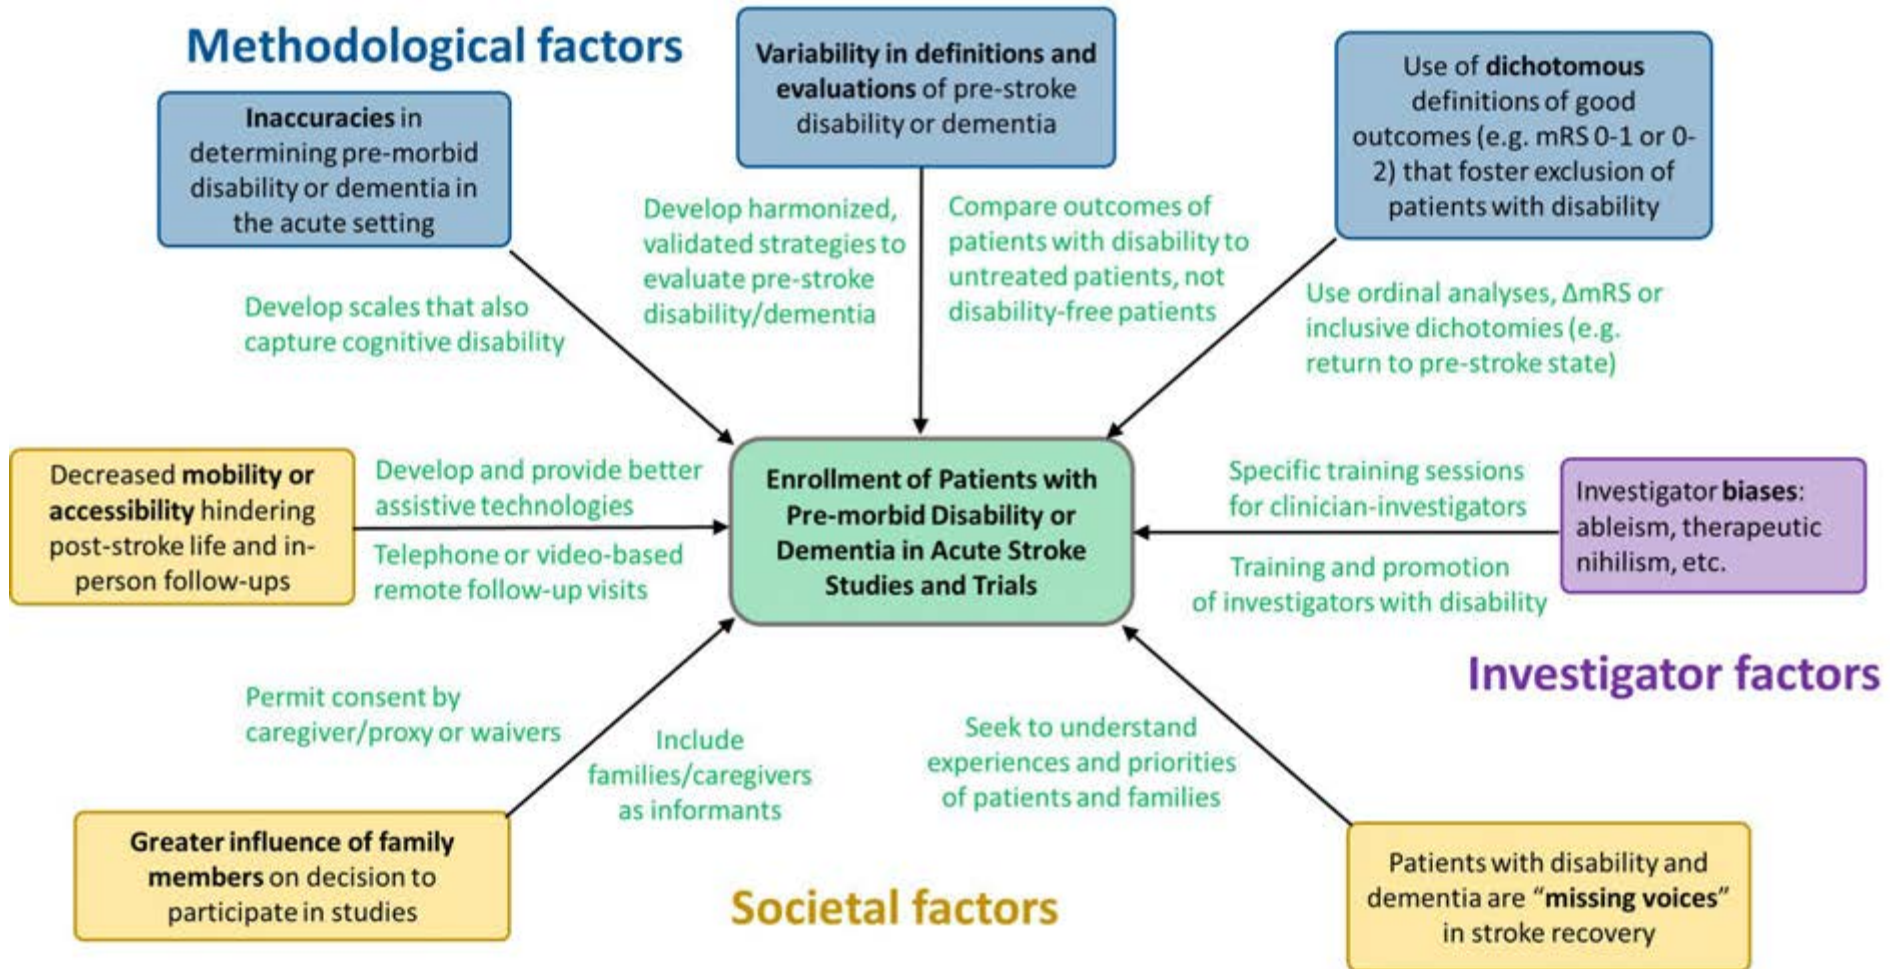 Methodological factors
Inaccuracies in
determining pre-morbid
disability or dementia in
the acute setting
Variability in definitions and
evaluations of pre-stroke
disability or dementia
Use of dichotomous
definitions of good
outcomes (e.g. mRS 0-1 or 0-
2) that foster exclusion of
patients with disability
Develop scales that also
capture cognitive disability
Develop harmonized,
validated strategies to
evaluate pre-stroke
disability/dementia
Compare outcomes of
patients with disability to
untreated patients, not
disability-free patients
Use ordinal analyses, ΔmRS or
inclusive dichotomies (e.g.
return to pre-stroke state)
Decreased mobility or
accessibility hindering
post-stroke life and in-
person follow-ups
Develop and provide better
assistive technologies
Telephone or video-based
remote follow-up visits
Enrollment of Patients with
Pre-morbid Disability or
Dementia in Acute Stroke
Studies and Trials
Specific training sessions
for clinician-investigators
Training and promotion
of investigators with disability
Investigator biases:
ableism, therapeutic
nihilism, etc.
Investigator factors
Permit consent by
caregiver/proxy or waivers
Include
families/caregivers
as informants
Seek to understand
experiences and priorities
of patients and families
Greater influence of family
members on decision to
participate in studies
Societal factors
Patients with disability and
dementia are “missing voices”
in stroke recovery